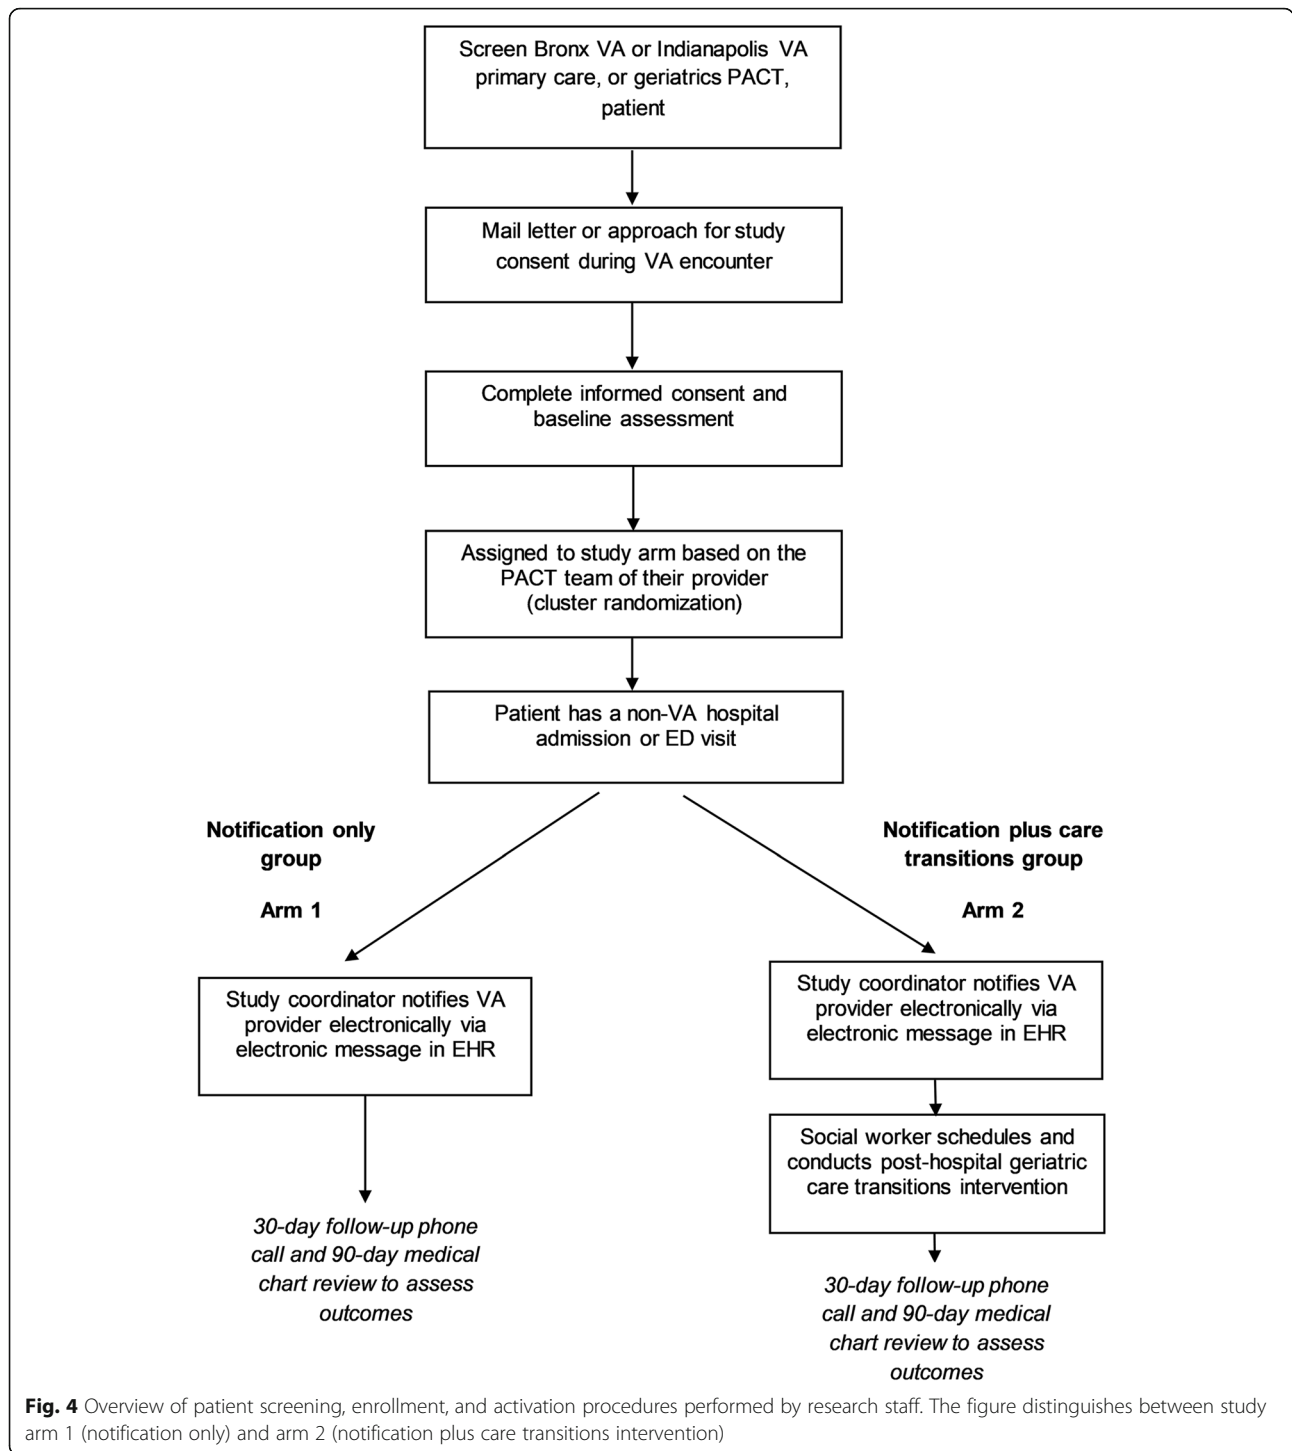 Screen Bronx VA or Indianapolis VA
primary care, or geriatrics PACT,
patient
Mail letter or approach for study
consent during VA encounter
Complete informed consent and
baseline assessment
Assigned to study arm based on the
PACT team of their provider
(cluster randomization)
Patient has a non-VA hospital
admission or ED visit
Notification only
group
Arm 1
Study coordinator notifies VA
provider electronically via
electronic message in EHR
30-day follow-up phone
call and 90-day medical
chart review to assess
outcomes
Notification plus care
transitions group
Arm 2
Study coordinator notifies VA
provider electronically via
electronic message in EHR
Social worker schedules and
conducts post-hospital geriatric
care transitions intervention
30-day follow-up phone
call and 90-day medical
chart review to assess
outcomes
Fig. 4 Overview of patient screening, enrollment, and activation procedures performed by research staff. The figure distinguishes between study
arm 1 (notification only) and arm 2 (notification plus care transitions intervention)